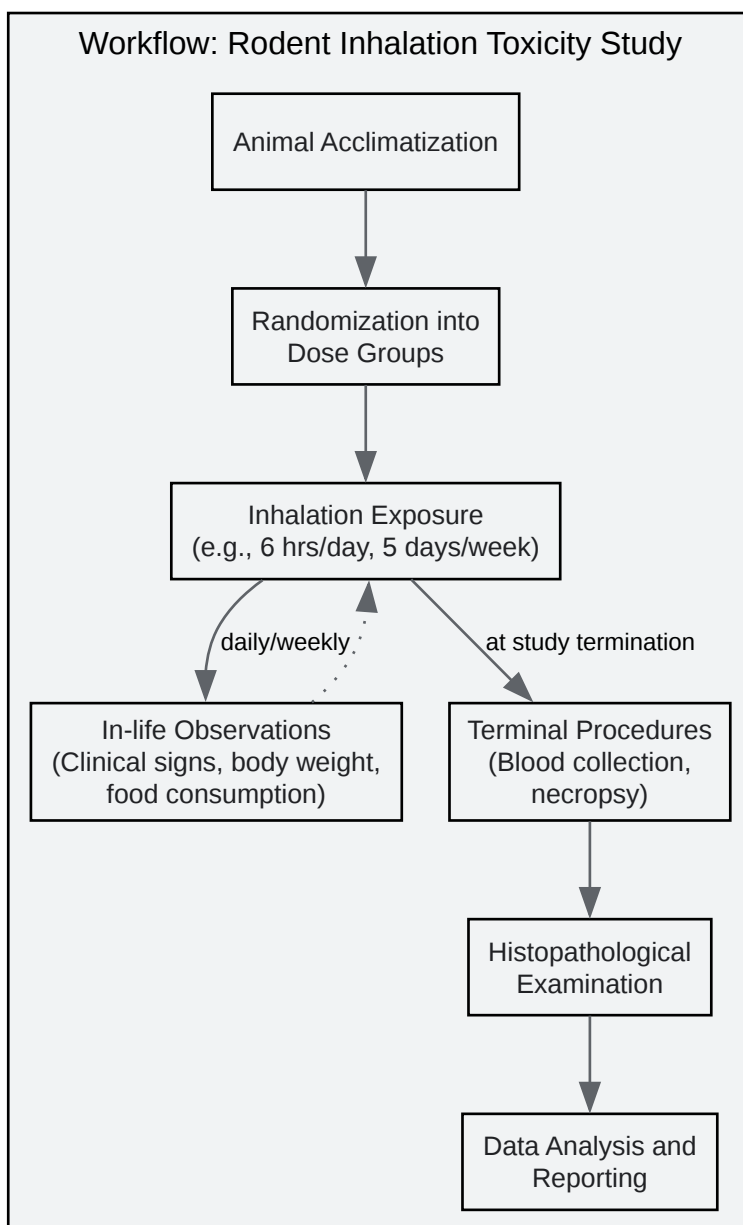 Workflow: Rodent Inhalation Toxicity Study
Animal Acclimatization
Randomization into
Dose Groups
Inhalation Exposure
(e.g., 6 hrs/day, 5 days/week)
daily/weekly
at study termination
In-life Observations
(Clinical signs, body weight,
food consumption)
Terminal Procedures
(Blood collection,
necropsy)
Histopathological
Examination
Data Analysis and
Reporting